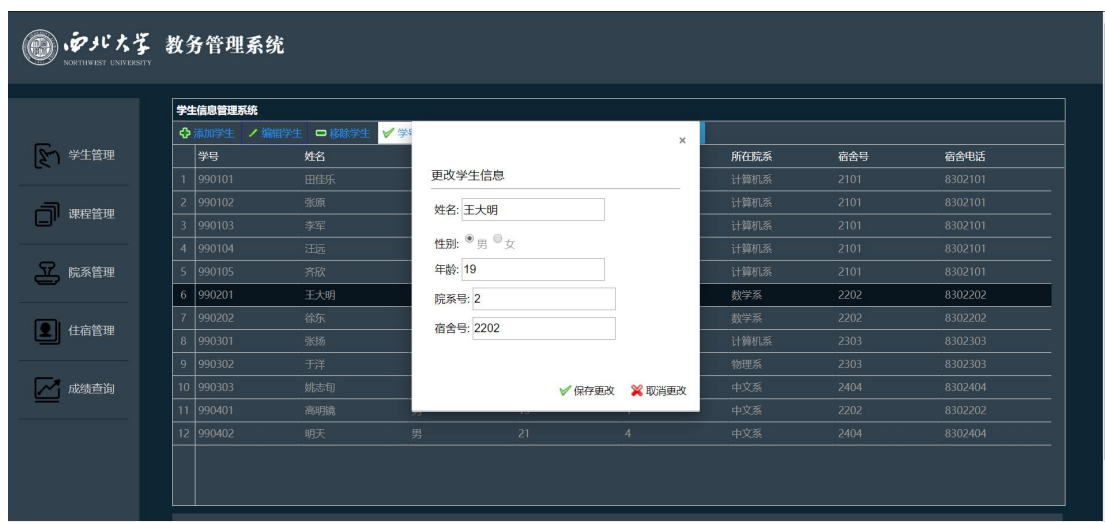 西北大学 教务管理系统
NORTHWEST UNIVERSITY
学生信息管理系统
添加学生 编辑学生 移除学生 学
学生管理
课程管理
院系管理
住宿管理
成绩查询
学号 姓名 所在院系 宿舍号 宿舍电话
1 990101 田佳乐 计算机系 2101 8302101
2 990102 张原 计算机系 2101 8302101
3 990103 李军 计算机系 2101 8302101
4 990104 汪远 计算机系 2101 8302101
5 990105 齐欣 计算机系 2101 8302101
6 990201 王大明 数学系 2202 8302202
7 990202 徐东 数学系 2202 8302202
8 990301 张扬 计算机系 2303 8302303
9 990302 于洋 物理系 2303 8302303
10 990303 姚志旬 中文系 2404 8302404
11 990401 高明镜 中文系 2202 8302202
12 990402 明天 男 21 4 中文系 2404 8302404
×
更改学生信息
姓名: 王大明
性别: 男 女
年龄: 19
院系号: 2
宿舍号: 2202
保存更改 取消更改